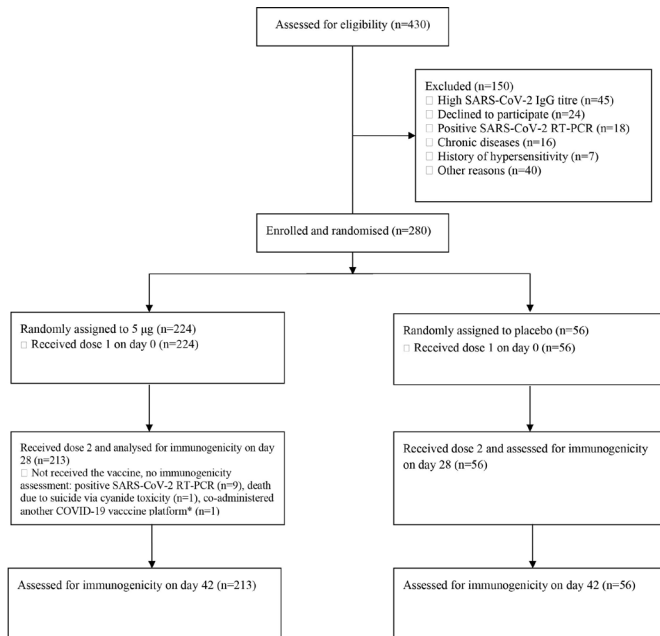 Assessed for eligibility (n=430)
Excluded (n=150)
□ High SARS-CoV-2 IgG titre (n=45)
□ Declined to participate (n=24)
□ Positive SARS-CoV-2 RT-PCR (n=18)
□ Chronic diseases (n=16)
□ History of hypersensitivity (n=7)
□ Other reasons (n=40)
Enrolled and randomised (n=280)
Randomly assigned to 5 μg (n=224)
□ Received dose 1 on day 0 (n=224)
Randomly assigned to placebo (n=56)
□ Received dose 1 on day 0 (n=56)
Received dose 2 and analysed for immunogenicity on day
28 (n=213)
□ Not received the vaccine, no immunogenicity
assessment: positive SARS-CoV-2 RT-PCR (n=9), death
due to suicide via cyanide toxicity (n=1), co-administered
another COVID-19 vacccine platform* (n=1)
Received dose 2 and assessed for immunogenicity
on day 28 (n=56)
Assessed for immunogenicity on day 42 (n=213)
Assessed for immunogenicity on day 42 (n=56)